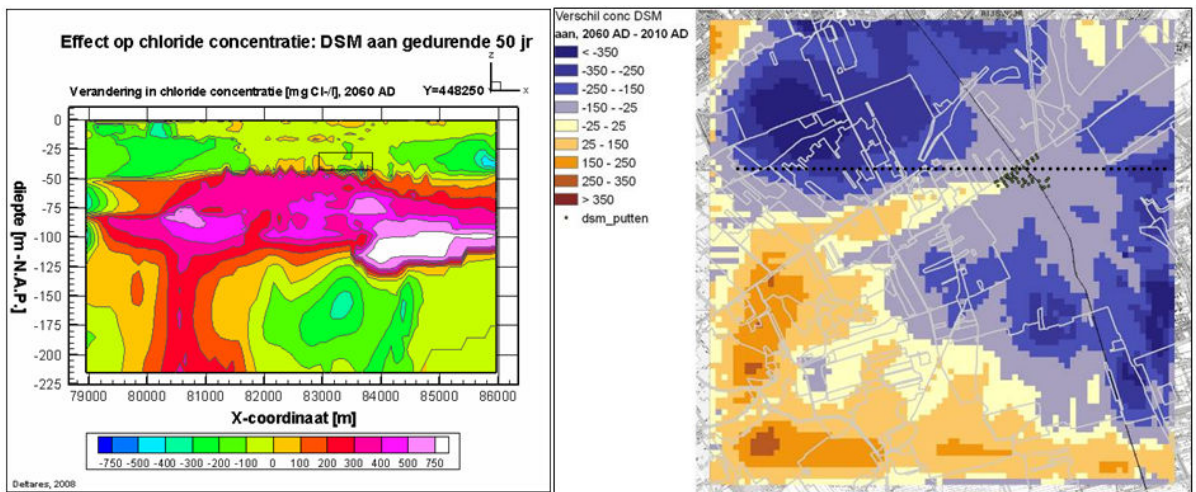 Effect op chloride concentratie: DSM aan gedurende 50 jr
z
x
Verandering in chloride concentratie [mg Cl-/l], 2060 AD Y=448250
0
-25
-50
-75
-100
-125
-150
-175
-200
-225
diepte [m -N.A.P.]
79000 80000 81000 82000 83000 84000 85000 86000
X-coordinaat [m]
-750 -500 -400 -300 -200 -100 0 100 200 300 400 500 750
Deltares, 2008
Verschil conc DSM
aan, 2060 AD - 2010 AD
< -350
-350 - -250
-250 - -150
-150 - -25
-25 - 25
25 - 150
150 - 250
250 - 350
> 350
dsm_putten